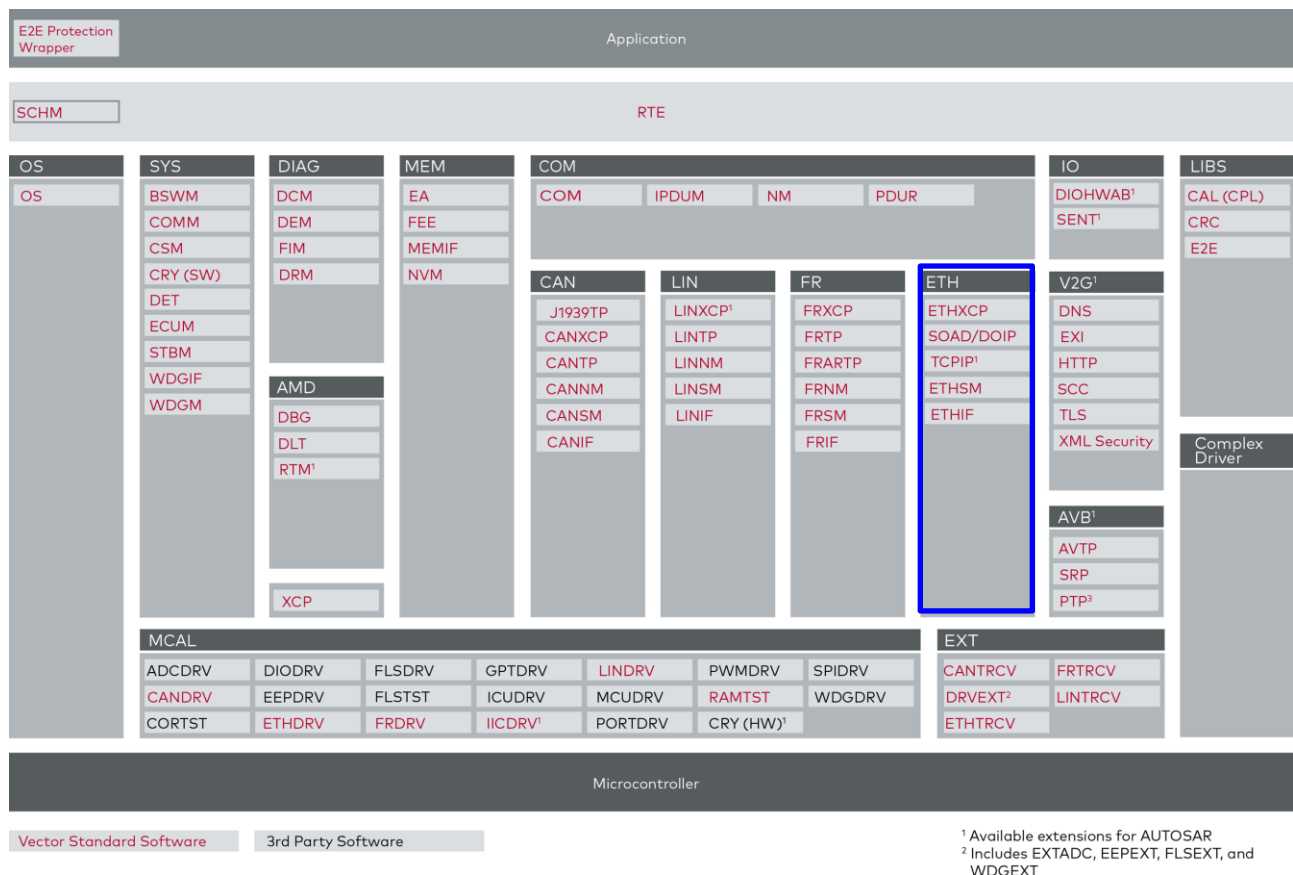 E2E Protection
Wrapper
Application
SCHM
RTE
OS
OS
SYS
BSWM
COMM
CSM
CRY (SW)
DET
ECUM
STBM
WDGIF
WDGM
DIAG
DCM
DEM
FIM
DRM
AMD
DBG
DLT
RTM¹
XCP
MEM
EA
FEE
MEMIF
NVM
COM
COM IPDUM NM PDUR
CAN
J1939TP
CANXCP
CANTP
CANNM
CANSM
CANIF
LIN
LINXCP¹
LINTP
LINNM
LINSM
LINIF
FR
FRXCP
FRTP
FRARTP
FRNM
FRSM
FRIF
ETH
ETHXCP
SOAD/DOIP
TCPIP¹
ETHSM
ETHIF
IO
DIOHWAB¹
SENT¹
V2G¹
DNS
EXI
HTTP
SCC
TLS
XML Security
AVB¹
AVTP
SRP
PTP³
LIBS
CAL (CPL)
CRC
E2E
Complex
Driver
MCAL
ADCDRV DIODRV FLSDRV GPTDRV LINDRV PWMDRV SPIDRV
CANDRV EEPDRV FLSTST ICUDRV MCUDRV RAMTST WDGDRV
CORTST ETHDRV FRDRV IICDRV¹ PORTDRV CRY (HW)¹
EXT
CANTRCV FRTRCV
DRVEXT² LINTRCV
ETHTRCV
Microcontroller
Vector Standard Software 3rd Party Software
¹ Available extensions for AUTOSAR
² Includes EXTADC, EEPEXT, FLSEXT, and
WDGEXT